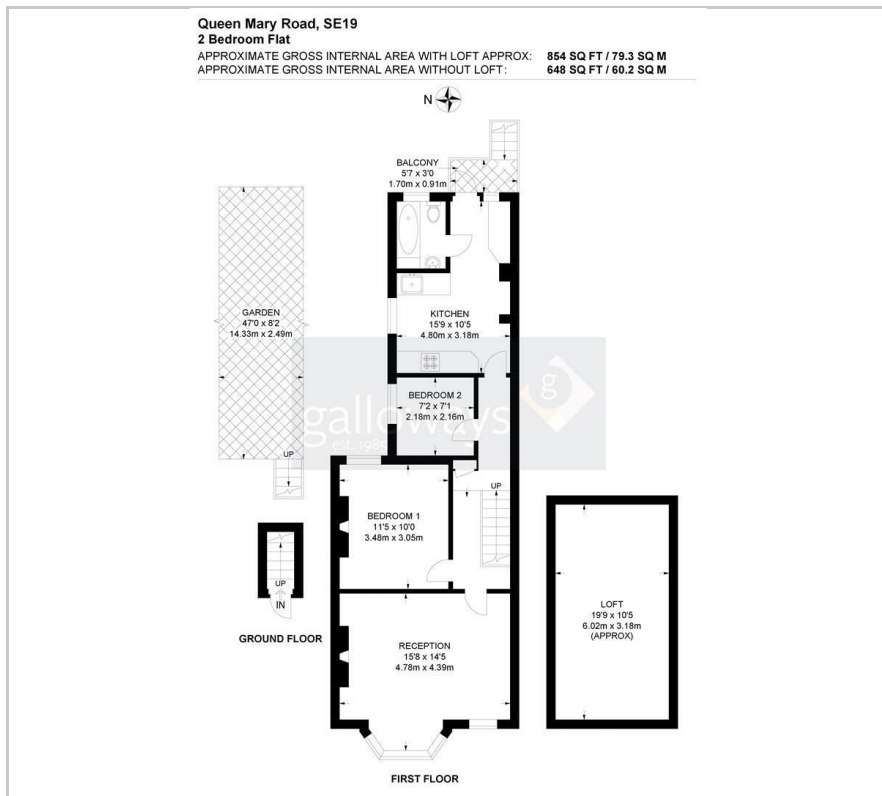 Queen Mary Road, SE19
2 Bedroom Flat
APPROXIMATE GROSS INTERNAL AREA WITH LOFT APPROX: 854 SQ FT / 79.3 SQ M
APPROXIMATE GROSS INTERNAL AREA WITHOUT LOFT: 648 SQ FT / 60.2 SQ M
N
BALCONY
5'7 x 3'0
1.70m x 0.91m
GARDEN
47'0 x 8'2
14.33m x 2.49m
UP
KITCHEN
15'9 x 10'5
4.80m x 3.18m
BEDROOM 2
7'2 x 7'1
2.18m x 2.16m
g
galloways
est. 198
UP
BEDROOM 1
11'5 x 10'0
3.48m x 3.05m
UP
IN
GROUND FLOOR
RECEPTION
15'8 x 14'5
4.78m x 4.39m
LOFT
19'9 x 10'5
6.02m x 3.18m
(APPROX)
FIRST FLOOR